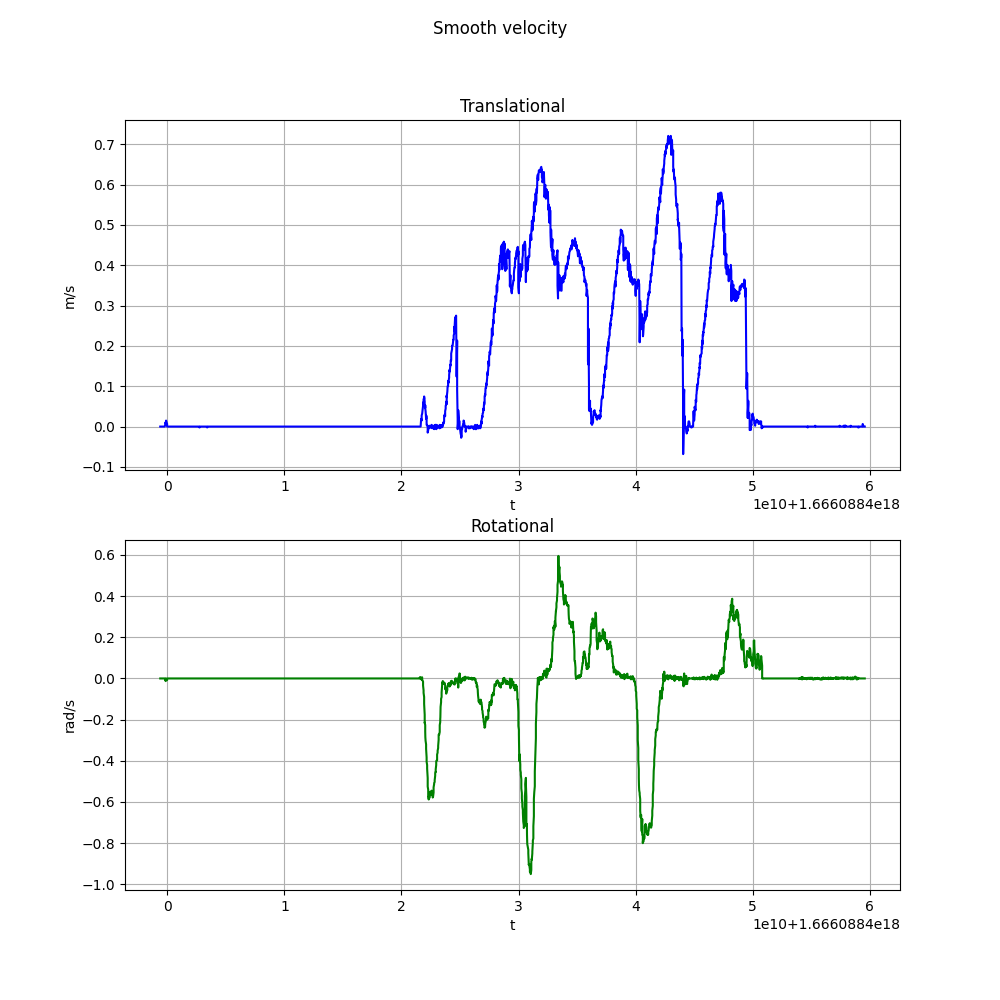 Smooth velocity
Translational
0.7
0.6
0.5
0.4
0.3
0.2
0.1
0.0
−0.1
m/s
0 1 2 3 4 5 6
t
1e10+1.6660884e18
Rotational
0.6
0.4
0.2
0.0
−0.2
−0.4
−0.6
−0.8
−1.0
rad/s
0 1 2 3 4 5 6
t
1e10+1.6660884e18